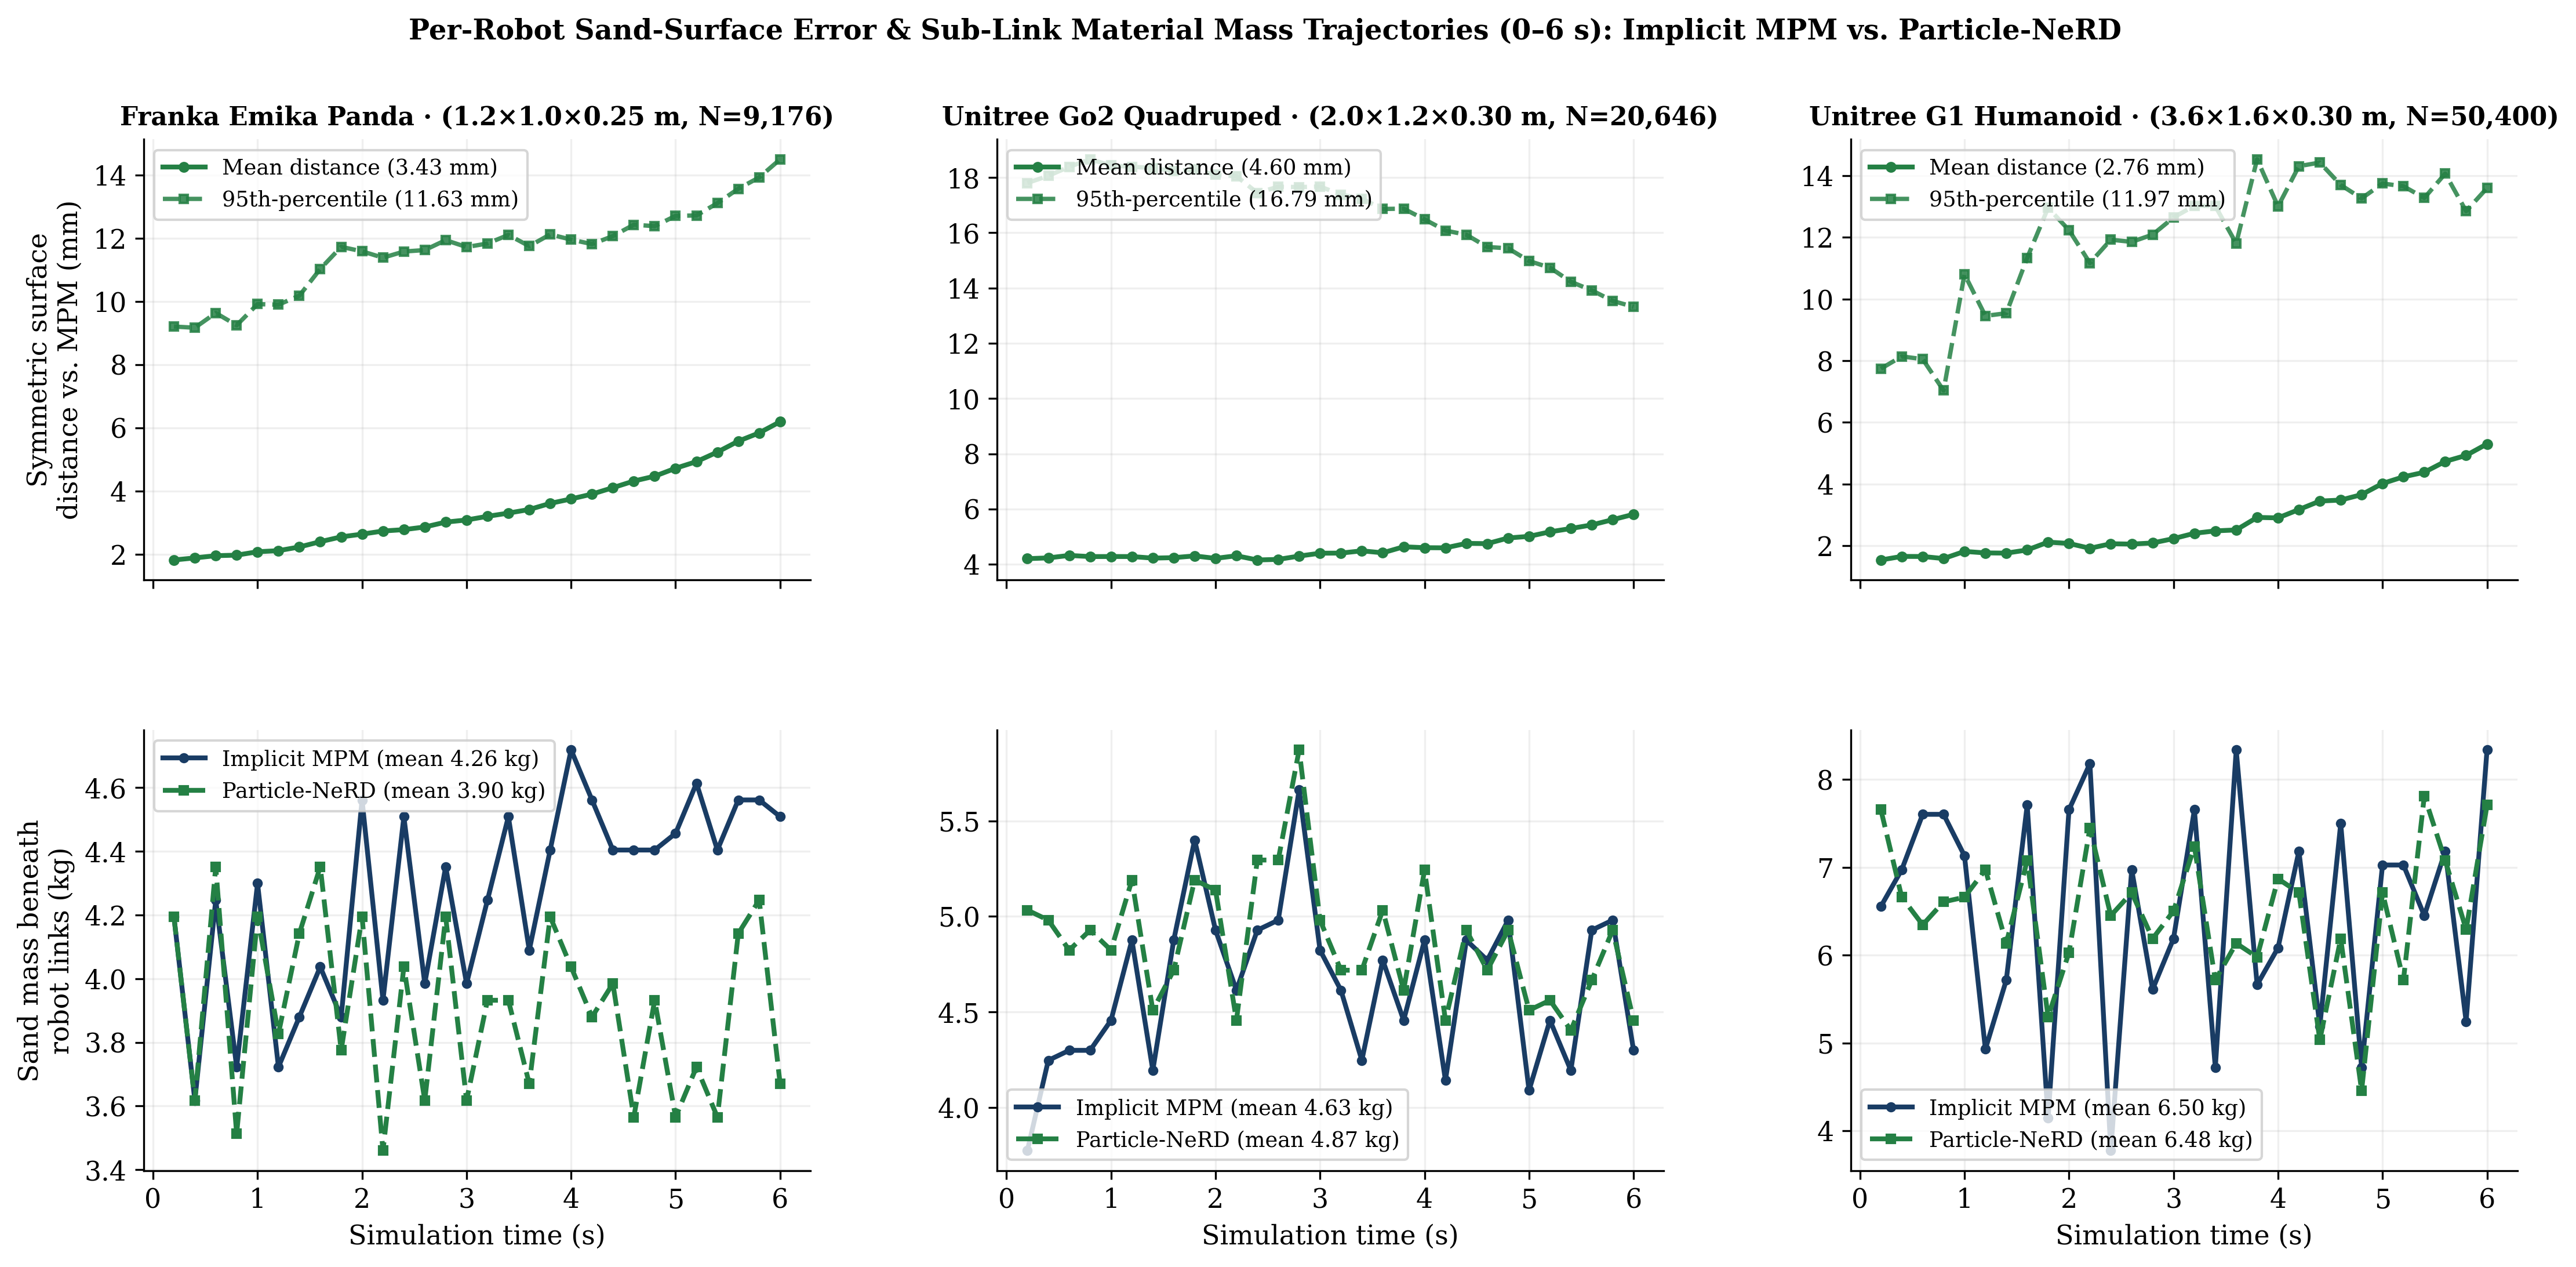 Per-Robot Sand-Surface Error & Sub-Link Material Mass Trajectories (0–6 s): Implicit MPM vs. Particle-NeRD
Franka Emika Panda · (1.2×1.0×0.25 m, N=9,176)
Symmetric surface
distance vs. MPM (mm)
14
12
10
8
6
4
2
Mean distance (3.43 mm)
95th-percentile (11.63 mm)
Unitree Go2 Quadruped · (2.0×1.2×0.30 m, N=20,646)
18
16
14
12
10
8
6
4
Mean distance (4.60 mm)
95th-percentile (16.79 mm)
Unitree G1 Humanoid · (3.6×1.6×0.30 m, N=50,400)
14
12
10
8
6
4
2
Mean distance (2.76 mm)
95th-percentile (11.97 mm)
Sand mass beneath
robot links (kg)
4.6
4.4
4.2
4.0
3.8
3.6
3.4
Implicit MPM (mean 4.26 kg)
Particle-NeRD (mean 3.90 kg)
0 1 2 3 4 5 6
Simulation time (s)
5.5
5.0
4.5
4.0
Implicit MPM (mean 4.63 kg)
Particle-NeRD (mean 4.87 kg)
0 1 2 3 4 5 6
Simulation time (s)
8
7
6
5
4
Implicit MPM (mean 6.50 kg)
Particle-NeRD (mean 6.48 kg)
0 1 2 3 4 5 6
Simulation time (s)